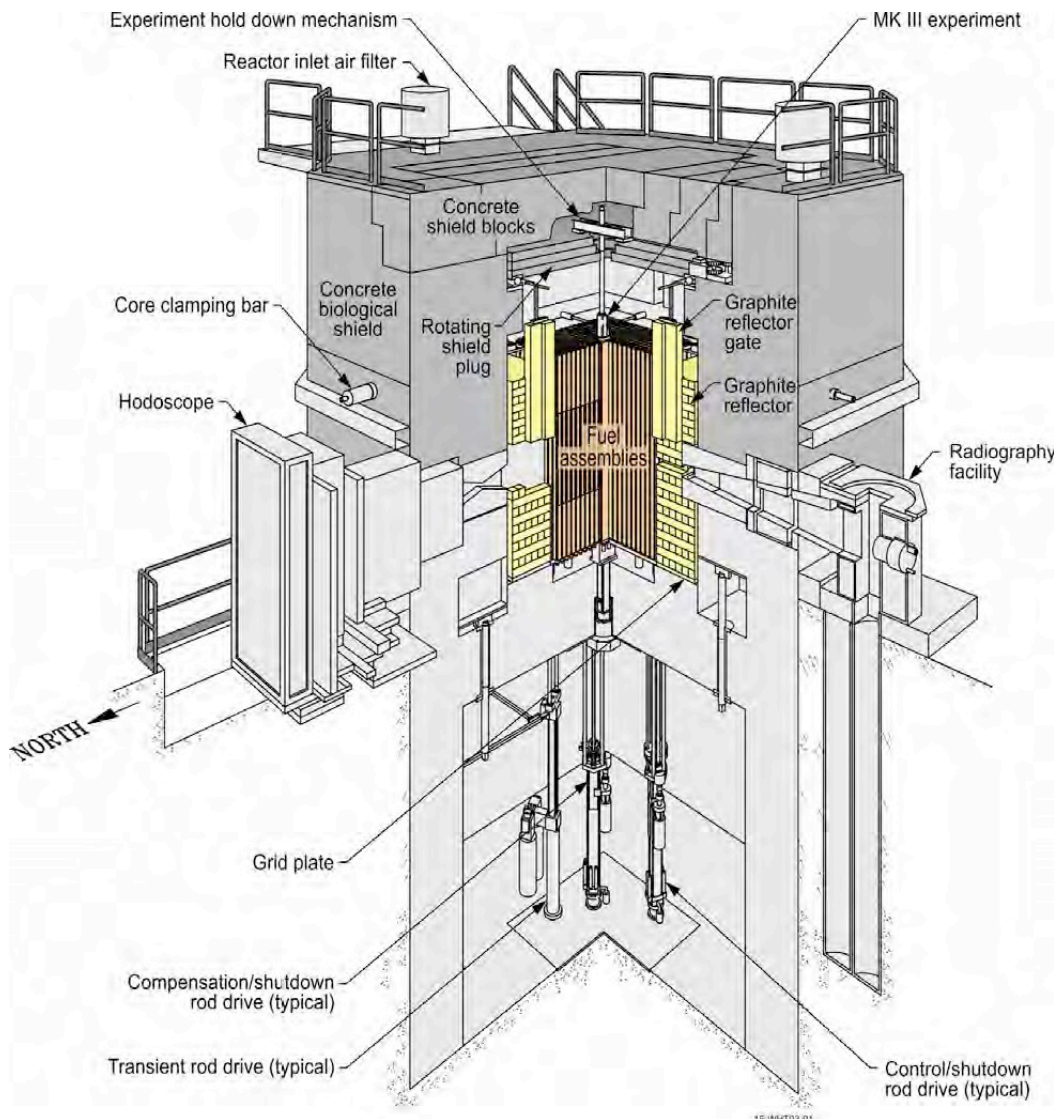 Experiment hold down mechanism
MK III experiment
Reactor inlet air filter
Concrete
shield blocks
Core clamping bar
Concrete
biological
shield
Rotating
shield
plug
Graphite
reflector
gate
Hodoscope
Graphite
reflector
Fuel
assemblies
Radiography
facility
NORTH
Grid plate
Compensation/shutdown
rod drive (typical)
Transient rod drive (typical)
Control/shutdown
rod drive (typical)